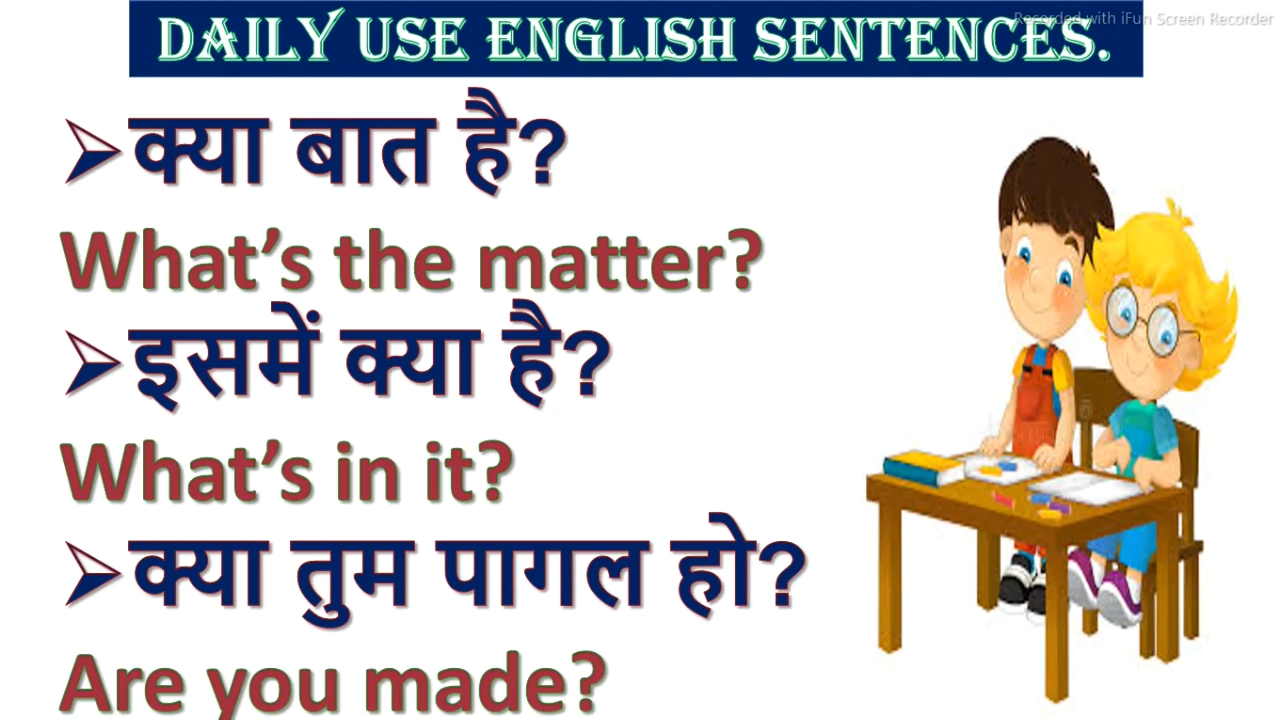 Recorded with iFun Screen Recorder
DAILY USE ENGLISH SENTENCES.
➢क्या बात है?
What’s the matter?
➢इसमें क्या है?
What’s in it?
➢क्या तुम पागल हो?
Are you made?